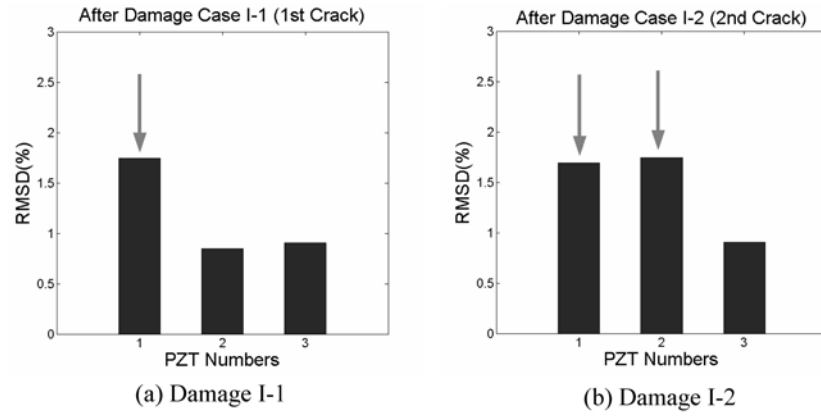 After Damage Case I-1 (1st Crack)
3
2.5
2
1.5
1
0.5
0
RMSD(%)
1
2
3
PZT Numbers
(a) Damage I-1
After Damage Case I-2 (2nd Crack)
3
2.5
2
1.5
1
0.5
0
RMSD(%)
1
2
3
PZT Numbers
(b) Damage I-2